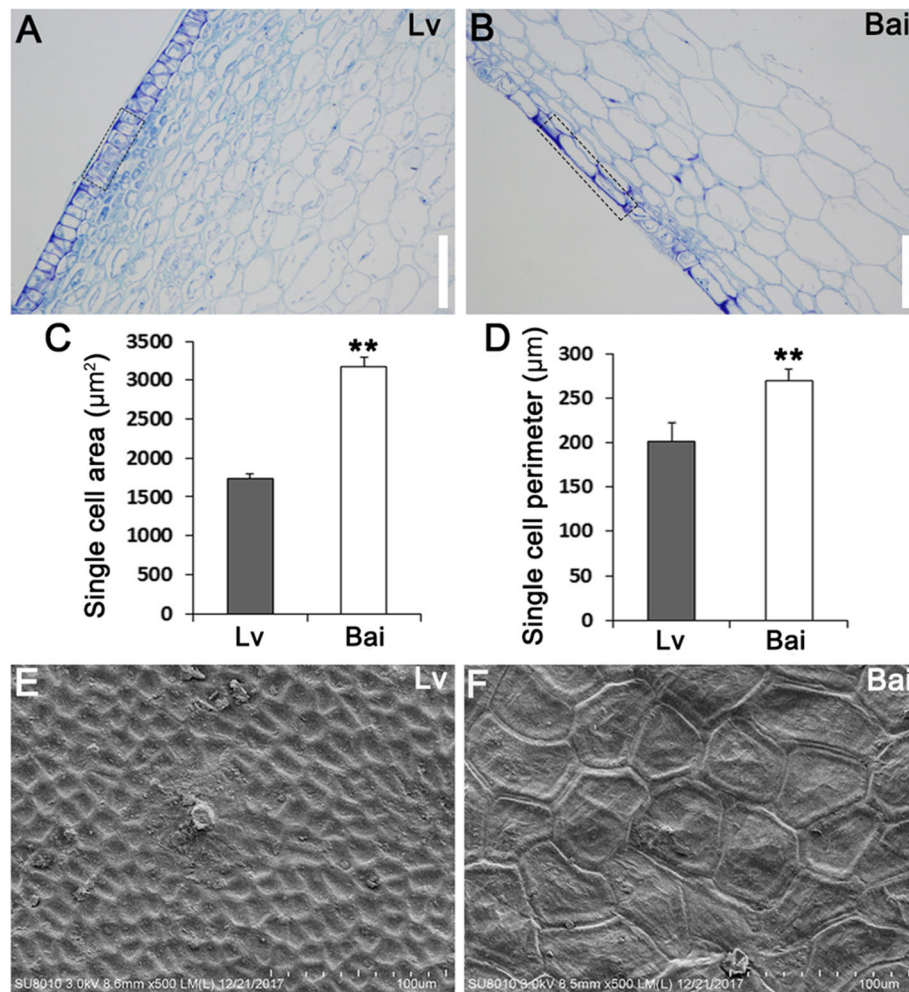 A Lv
B Bai
C
Single cell area (µm²)
3500
3000
2500
2000
1500
1000
500
0
**
Lv Bai
D
Single cell perimeter (µm)
300
250
200
150
100
50
0
**
Lv Bai
E Lv
SU8010 3.0kV 8.6mm x500 LM(L) 12/21/2017 100um
F Bai
SU8010 3.0kV 8.5mm x500 LM(L) 12/21/2017 100um